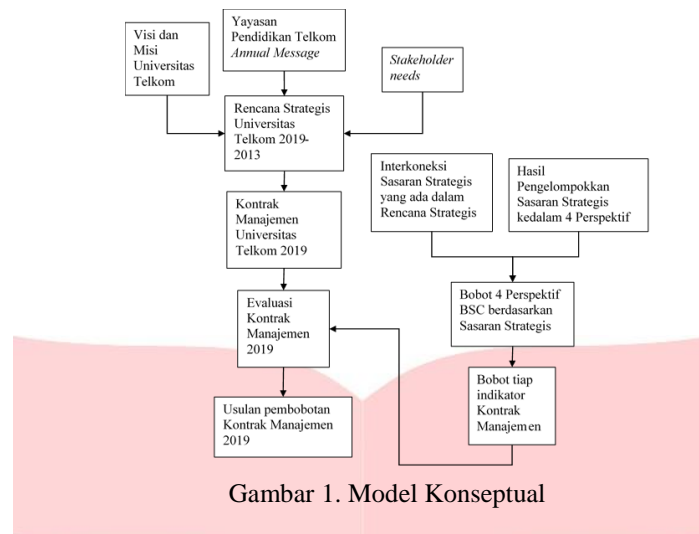 Visi dan
Misi
Universitas
Telkom
Yayasan
Pendidikan Telkom
Annual Message
Stakeholder
needs
Rencana Strategis
Universitas
Telkom 2019-
2013
Interkoneksi
Sasaran Strategis
yang ada dalam
Rencana Strategis
Hasil
Pengelompokkan
Sasaran Strategis
kedalam 4 Perspektif
Kontrak
Manajemen
Universitas
Telkom 2019
Evaluasi
Kontrak
Manajemen
2019
Bobot 4 Perspektif
BSC berdasarkan
Sasaran Strategis
Usulan pembobotan
Kontrak Manajemen
2019
Bobot tiap
indikator
Kontrak
Manajemen
Gambar 1. Model Konseptual